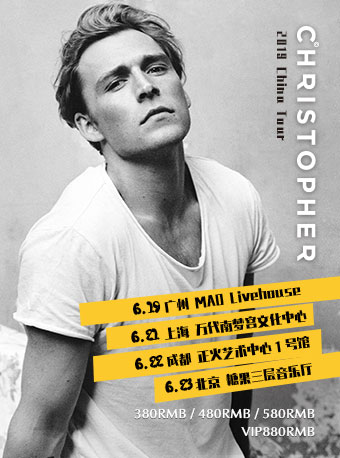 CHRISTOPHER
2019 China Tour
6.19 广州 MAO Livehouse
6.21 上海 万代南梦宫文化中心
6.22 成都 正火艺术中心1号馆
6.23 北京 糖果三层音乐厅
380RMB / 480RMB / 580RMB
VIP880RMB